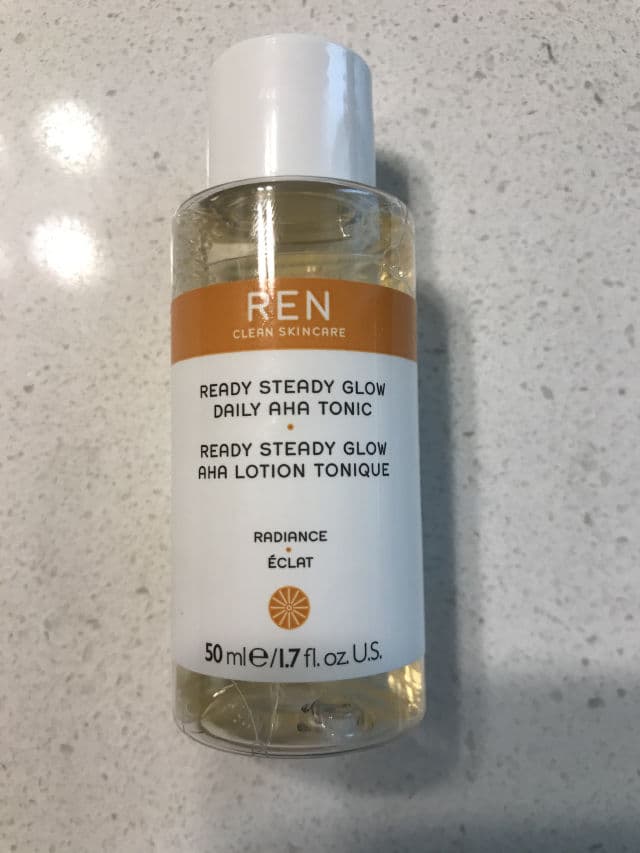 REN
CLEAN SKINCARE
READY STEADY GLOW
DAILY AHA TONIC
READY STEADY GLOW
AHA LOTION TONIQUE
RADIANCE
ÉCLAT
50 ml℮/1.7 fl. oz. U.S.